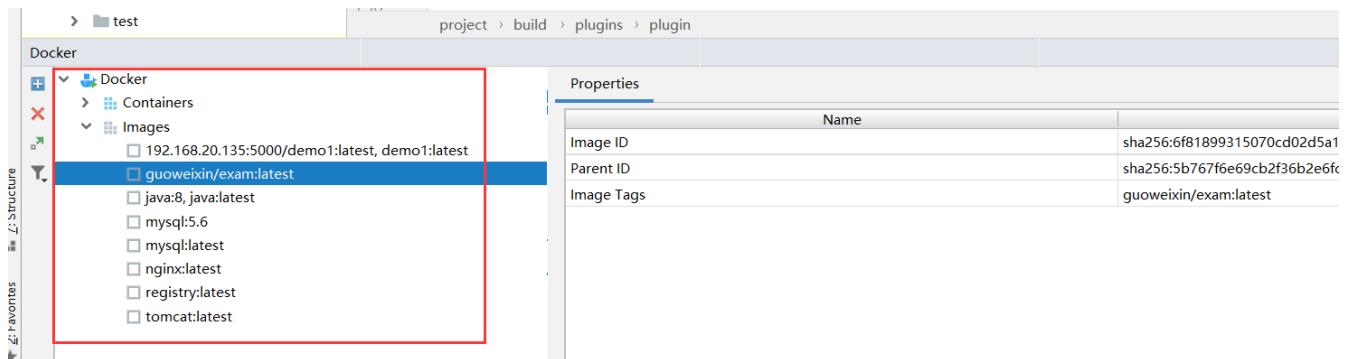 test
project › build › plugins › plugin
Docker
Docker
Containers
Images
192.168.20.135:5000/demo1:latest, demo1:latest
guoweixin/exam:latest
java:8, java:latest
mysql:5.6
mysql:latest
nginx:latest
registry:latest
tomcat:latest
Properties
Name
Image ID sha256:6f81899315070cd02d5a1
Parent ID sha256:5b767f6e69cb2f36b2e6fc
Image Tags guoweixin/exam:latest
Z: Structure
2: Favorites